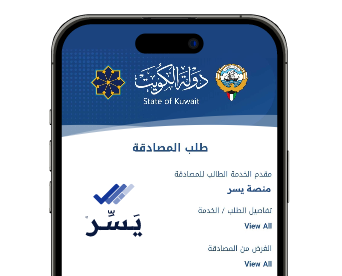 دولة الكويت
State of Kuwait
طلب المصادقة
مقدم الخدمة الطالب للمصادقة
منصة يسر
تفاصيل الطلب / الخدمة
View All
الغرض من المصادقة
View All
يَسِّر